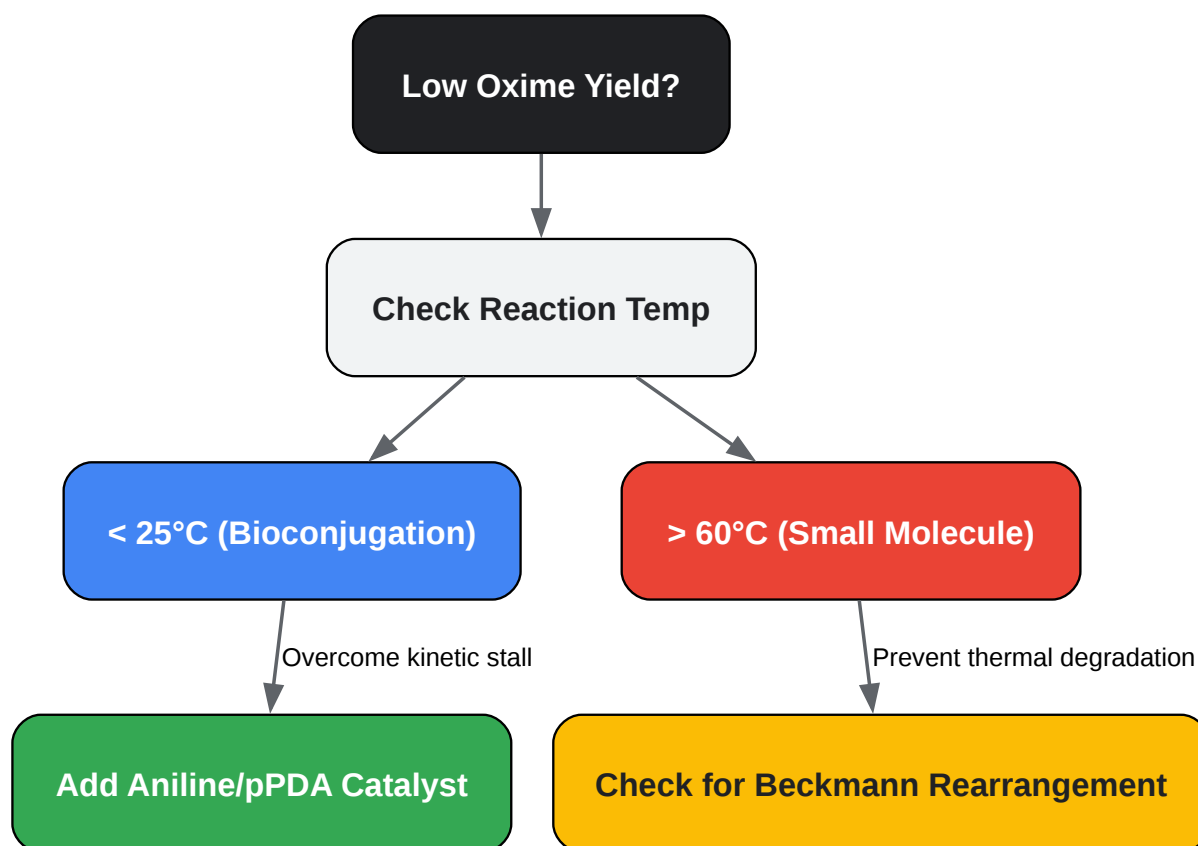 Low Oxime Yield?
Check Reaction Temp
< 25°C (Bioconjugation)
> 60°C (Small Molecule)
Overcome kinetic stall
Prevent thermal degradation
Add Aniline/pPDA Catalyst
Check for Beckmann Rearrangement